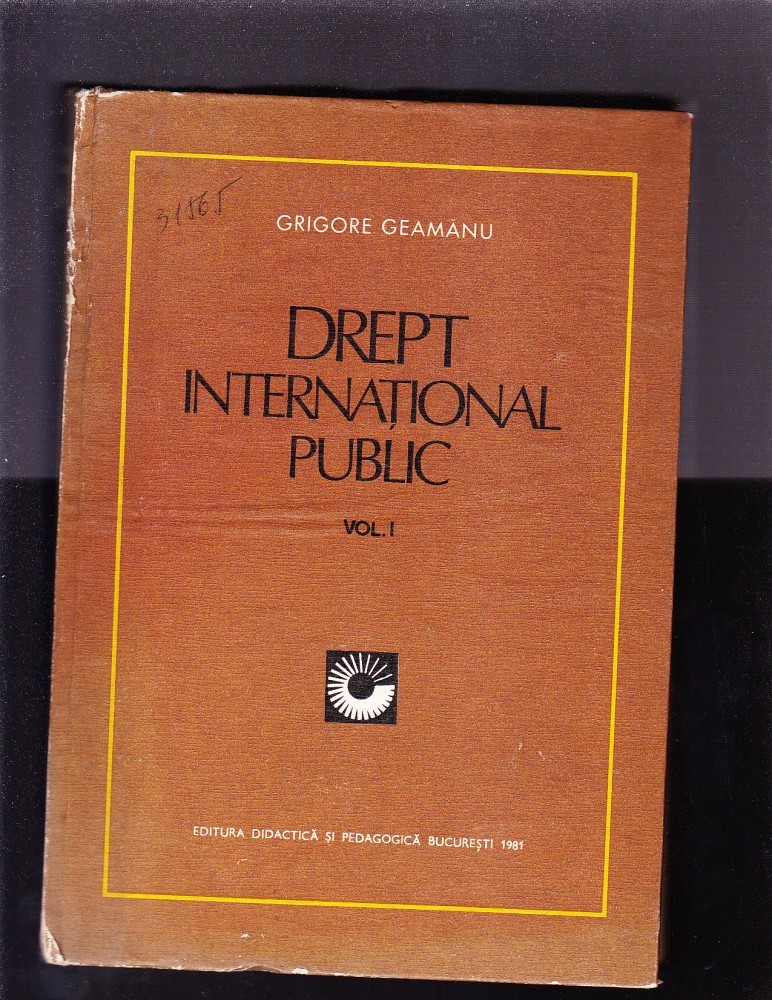 31565
GRIGORE GEAMĂNU
DREPT
INTERNAȚIONAL
PUBLIC
VOL. I
EDITURA DIDACTICĂ ȘI PEDAGOGICĂ BUCUREȘTI 1981